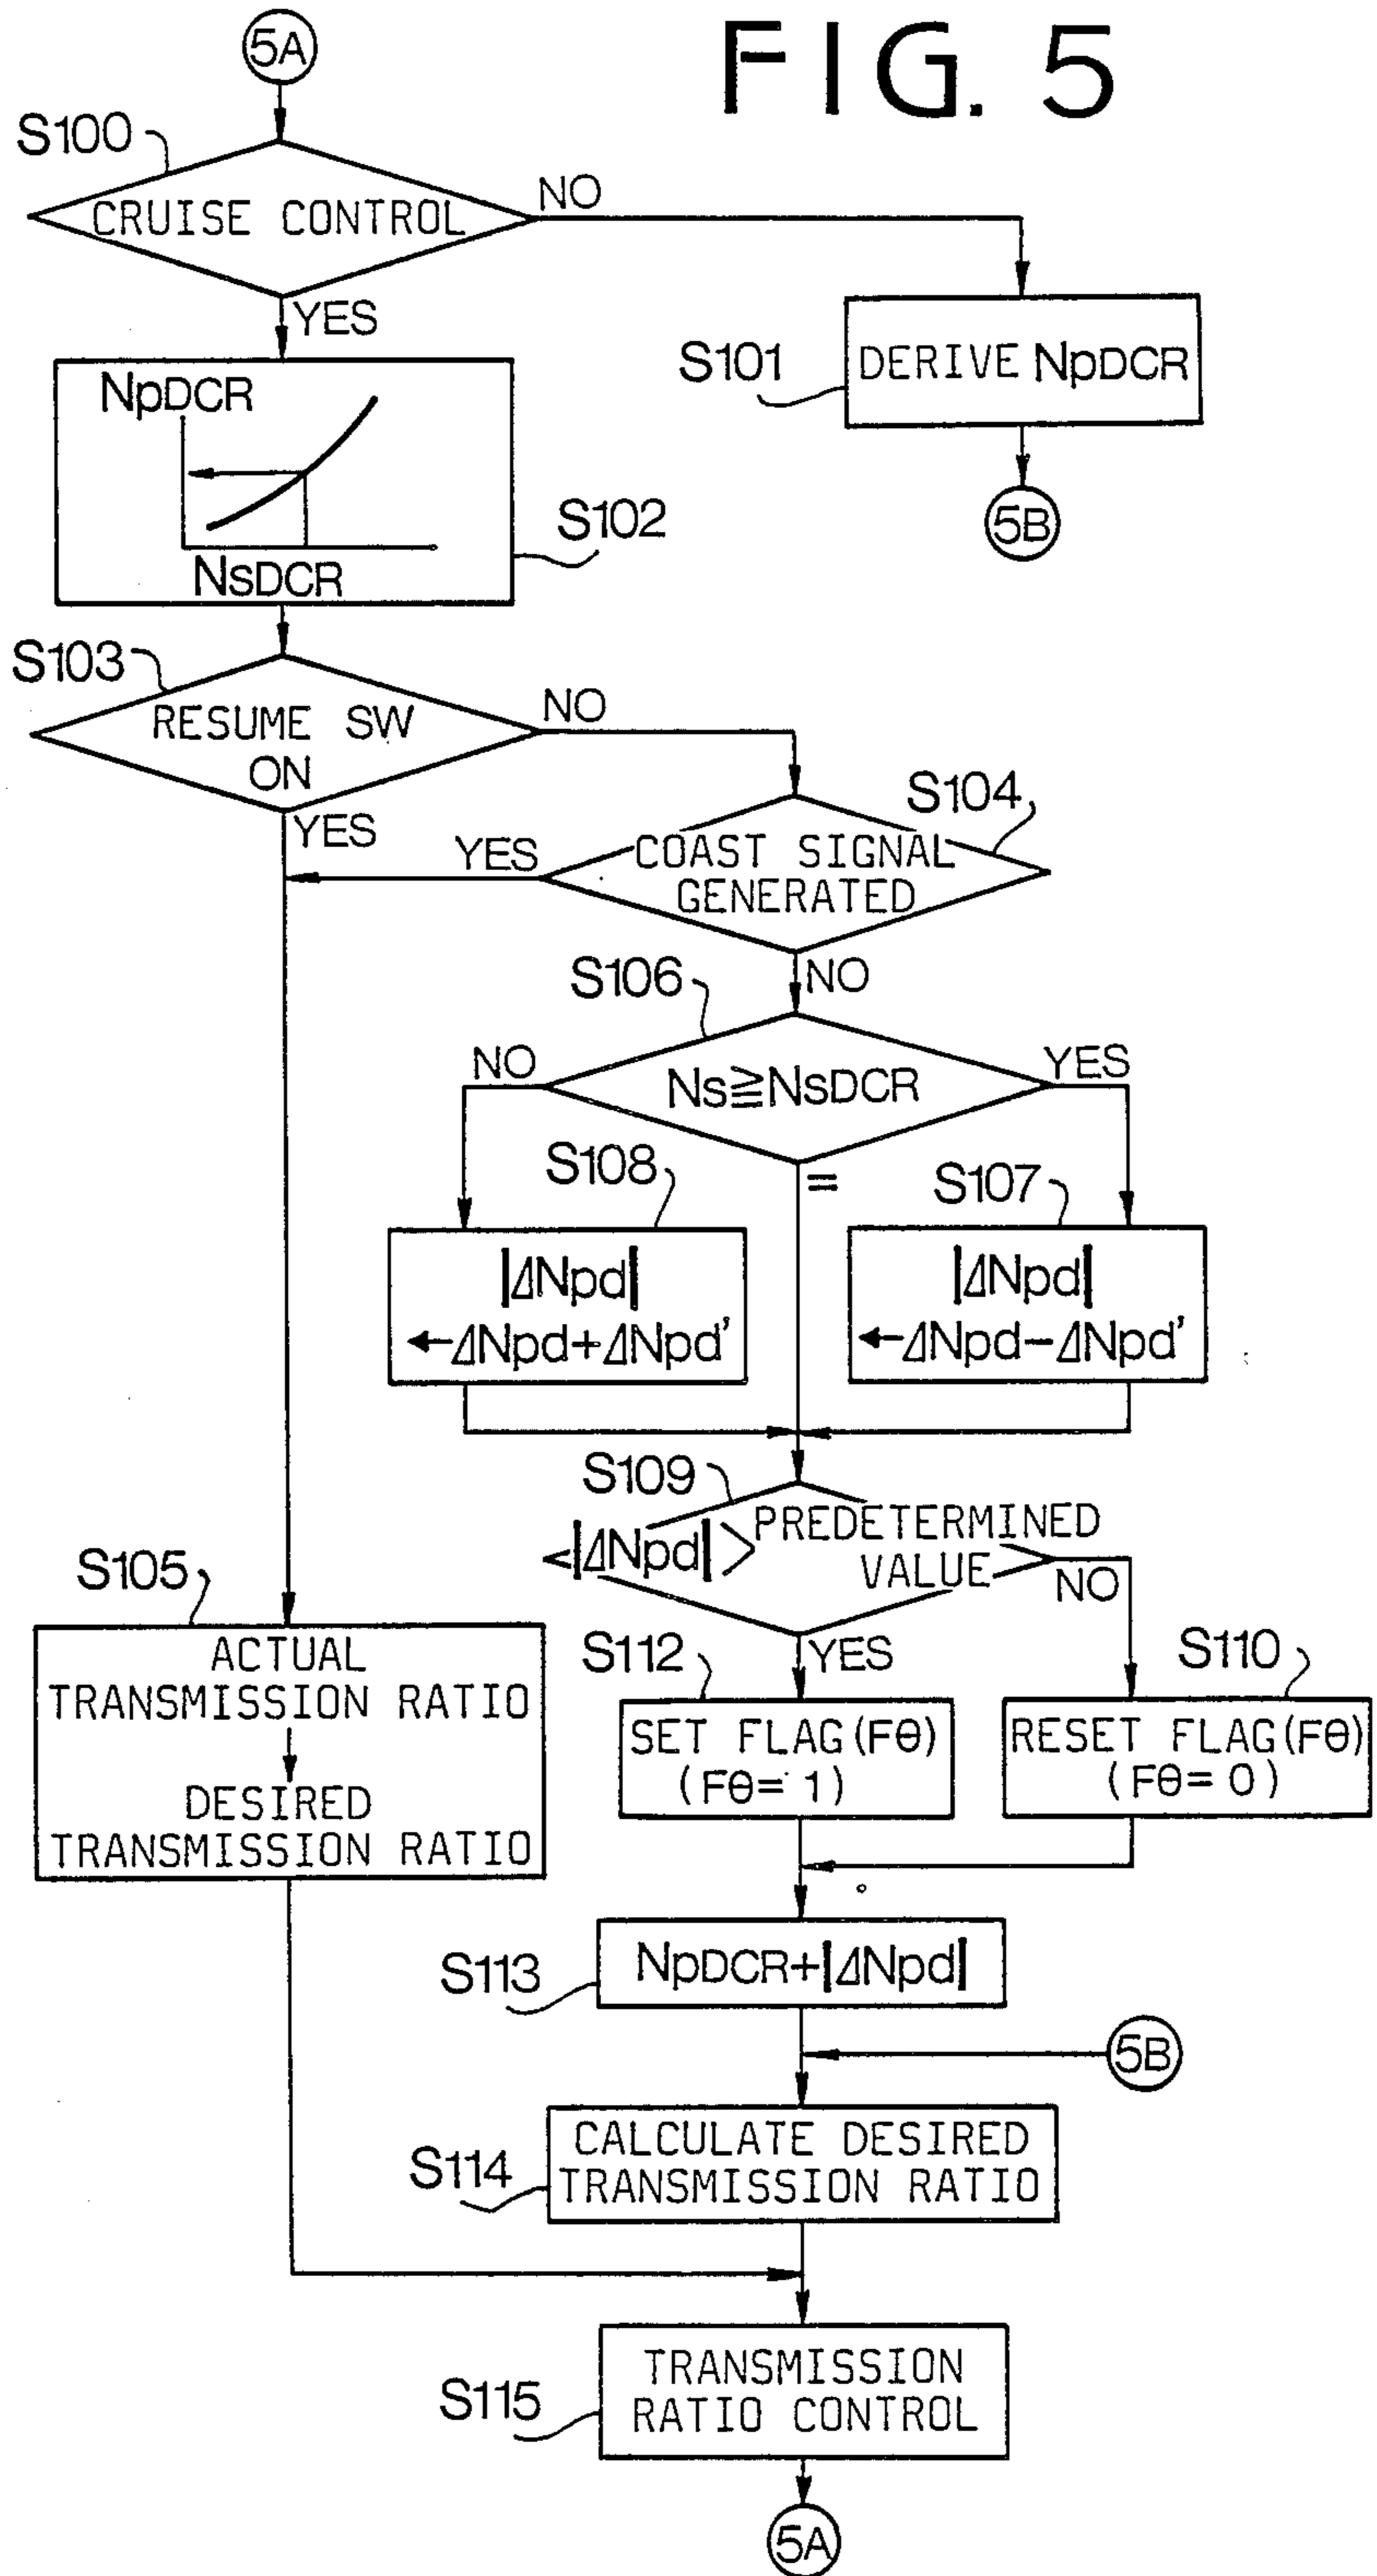 FIG. 5
5A
S100
CRUISE CONTROL
NO
YES
S101
DERIVE NpDCR
5B
NpDCR
NsDCR
S102
S103
RESUME SW
ON
NO
YES
S104
COAST SIGNAL
GENERATED
YES
NO
S106
Ns≧NsDCR
NO
YES
=
S108
|ΔNpd|
←ΔNpd+ΔNpd'
S107
|ΔNpd|
←ΔNpd−ΔNpd'
S109
<|ΔNpd|>
PREDETERMINED
VALUE
NO
YES
S105
ACTUAL
TRANSMISSION RATIO
DESIRED
TRANSMISSION RATIO
S112
SET FLAG(Fθ)
(Fθ=1)
S110
RESET FLAG(Fθ)
(Fθ=0)
S113
NpDCR+|ΔNpd|
5B
S114
CALCULATE DESIRED
TRANSMISSION RATIO
S115
TRANSMISSION
RATIO CONTROL
5A